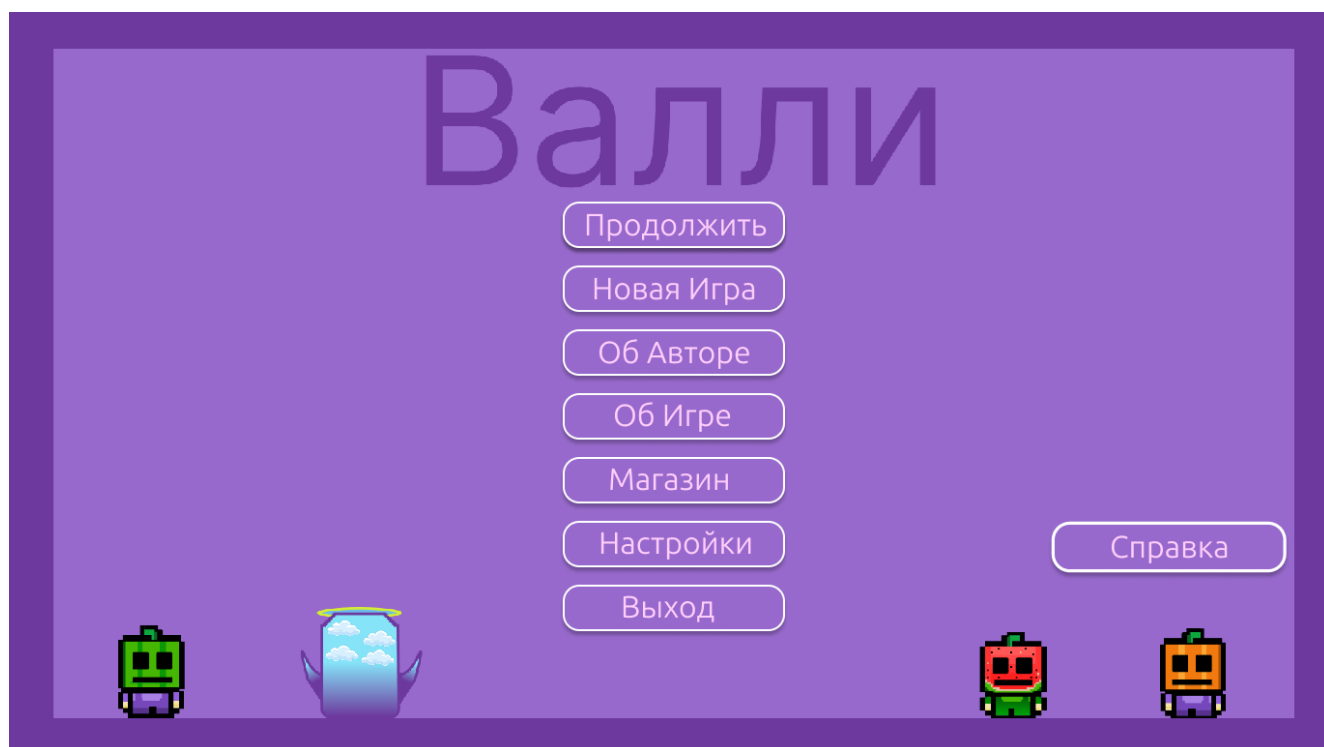 Валли
Продолжить
Новая Игра
Об Авторе
Об Игре
Магазин
Настройки
Справка
Выход